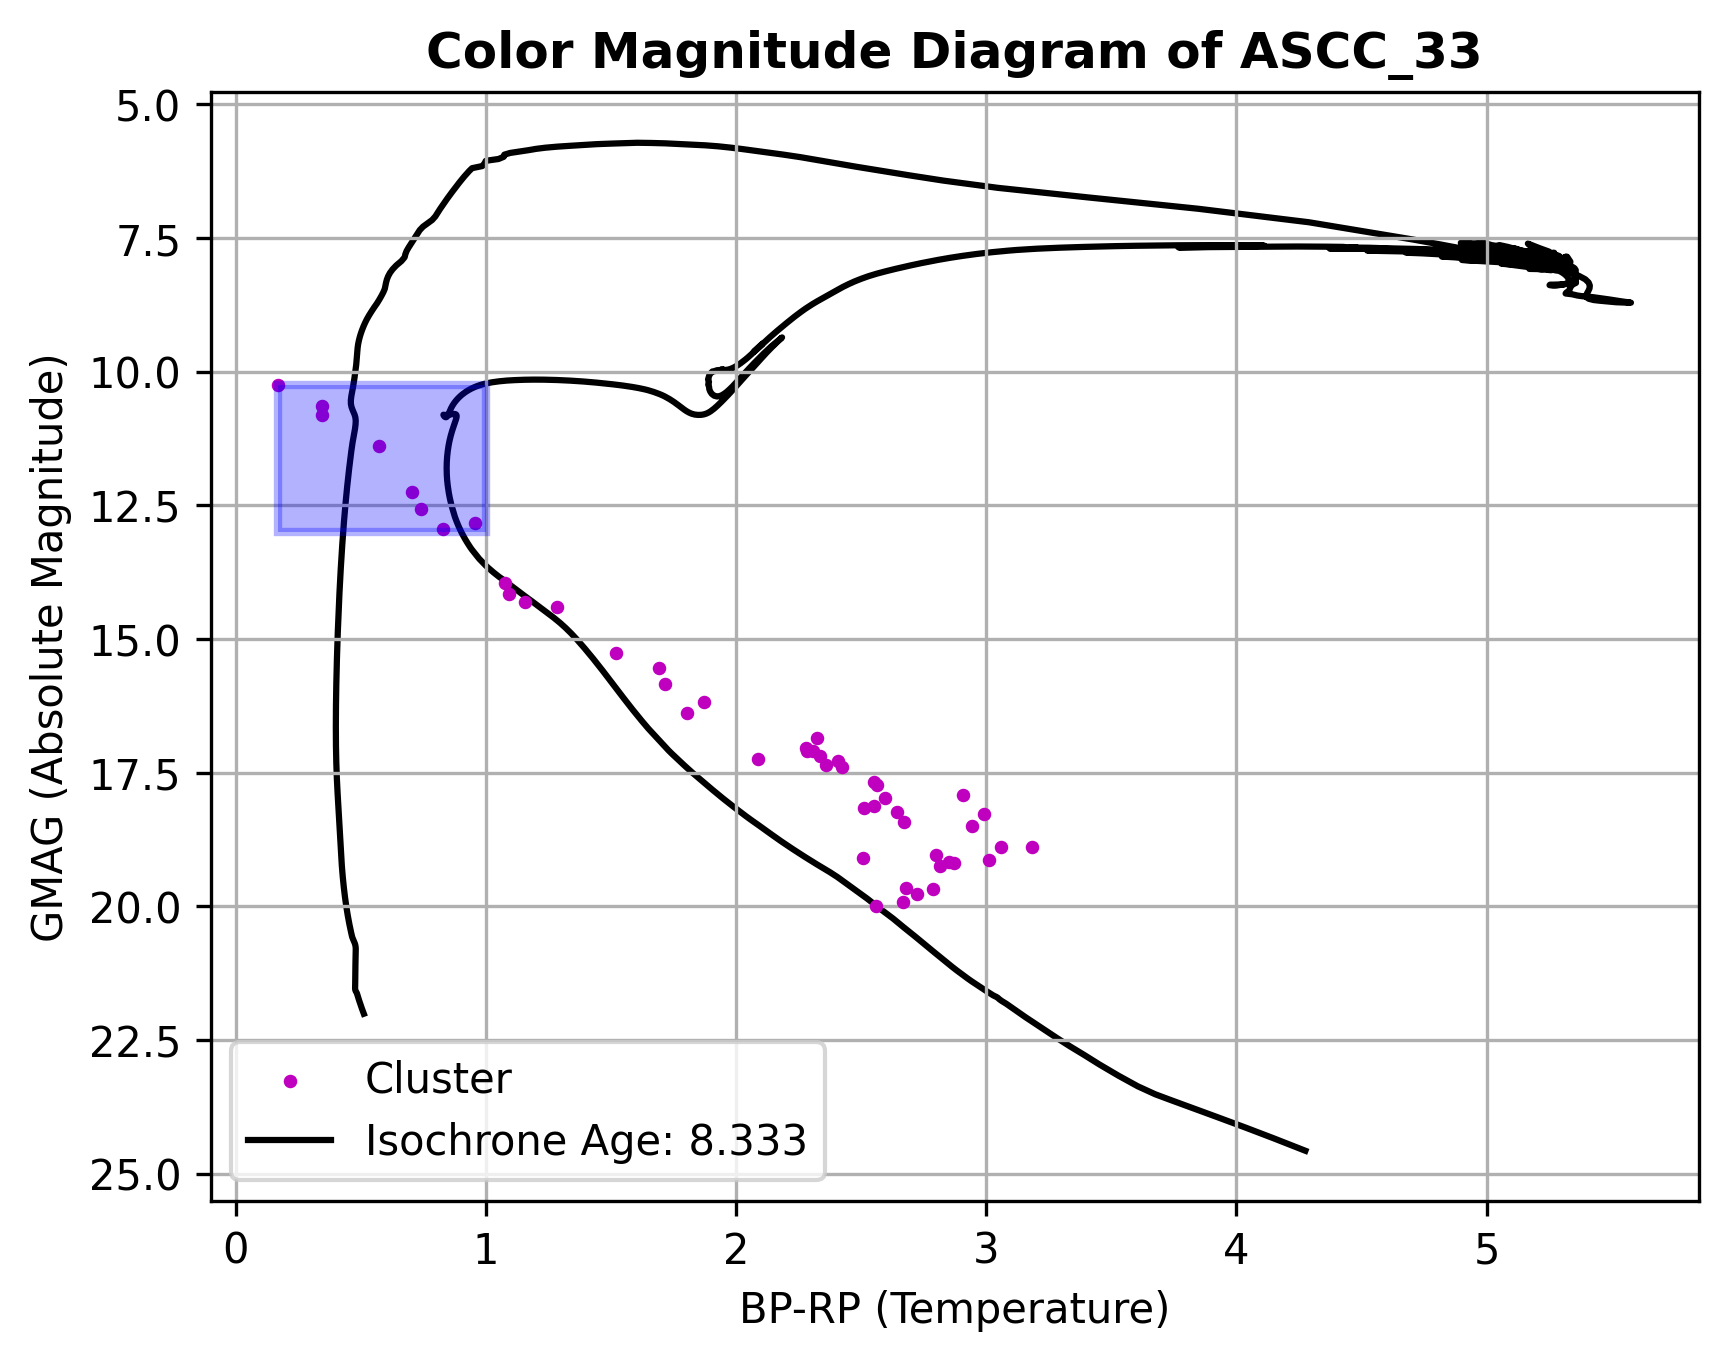 Color Magnitude Diagram of ASCC_33
GMAG (Absolute Magnitude)
5.0
7.5
10.0
12.5
15.0
17.5
20.0
22.5
25.0
Cluster
Isochrone Age: 8.333
0 1 2 3 4 5
BP-RP (Temperature)